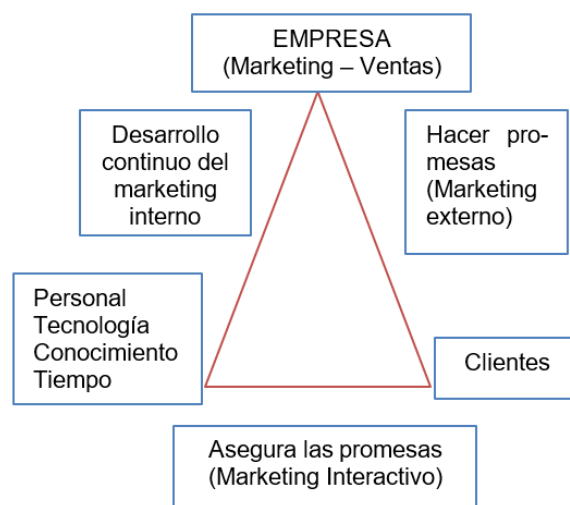 EMPRESA
(Marketing – Ventas)
Desarrollo
continuo del
marketing
interno
Hacer pro-
mesas
(Marketing
externo)
Personal
Tecnología
Conocimiento
Tiempo
Clientes
Asegura las promesas
(Marketing Interactivo)